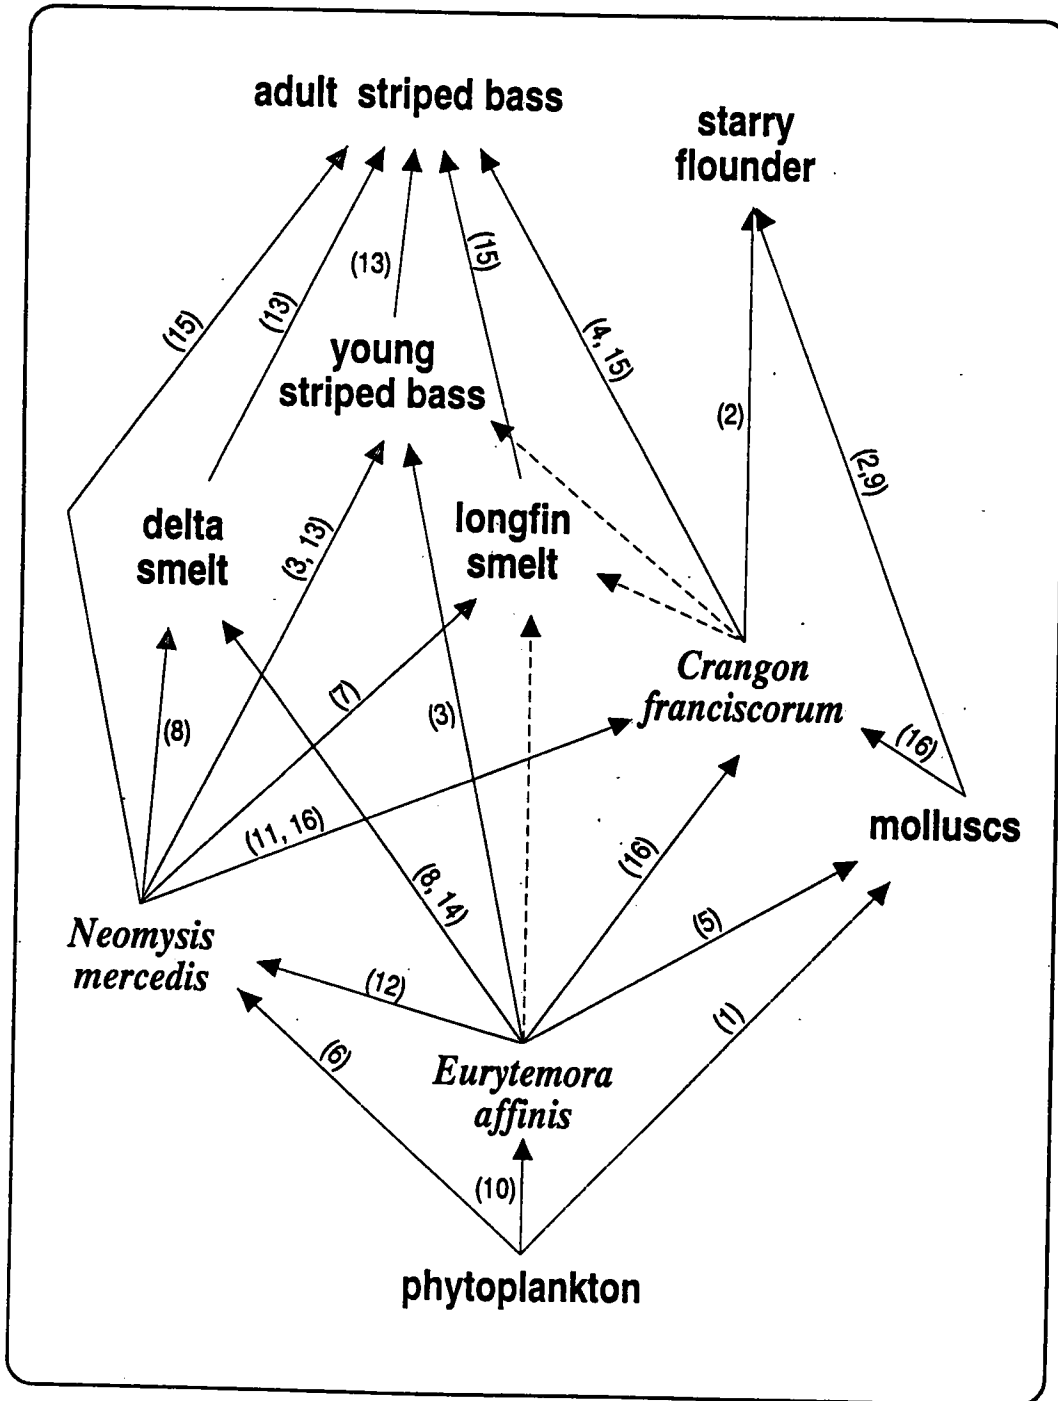 adult striped bass
starry
flounder
(15)
(13)
(13)
(15)
(4, 15)
(2)
(2,9)
young
striped bass
delta
smelt
(3, 13)
longfin
smelt
(8)
(7)
(3)
Crangon
franciscorum
(16)
molluscs
(11, 16)
(8, 14)
(16)
(5)
Neomysis
mercedis
(12)
(1)
(6)
Eurytemora
affinis
(10)
phytoplankton